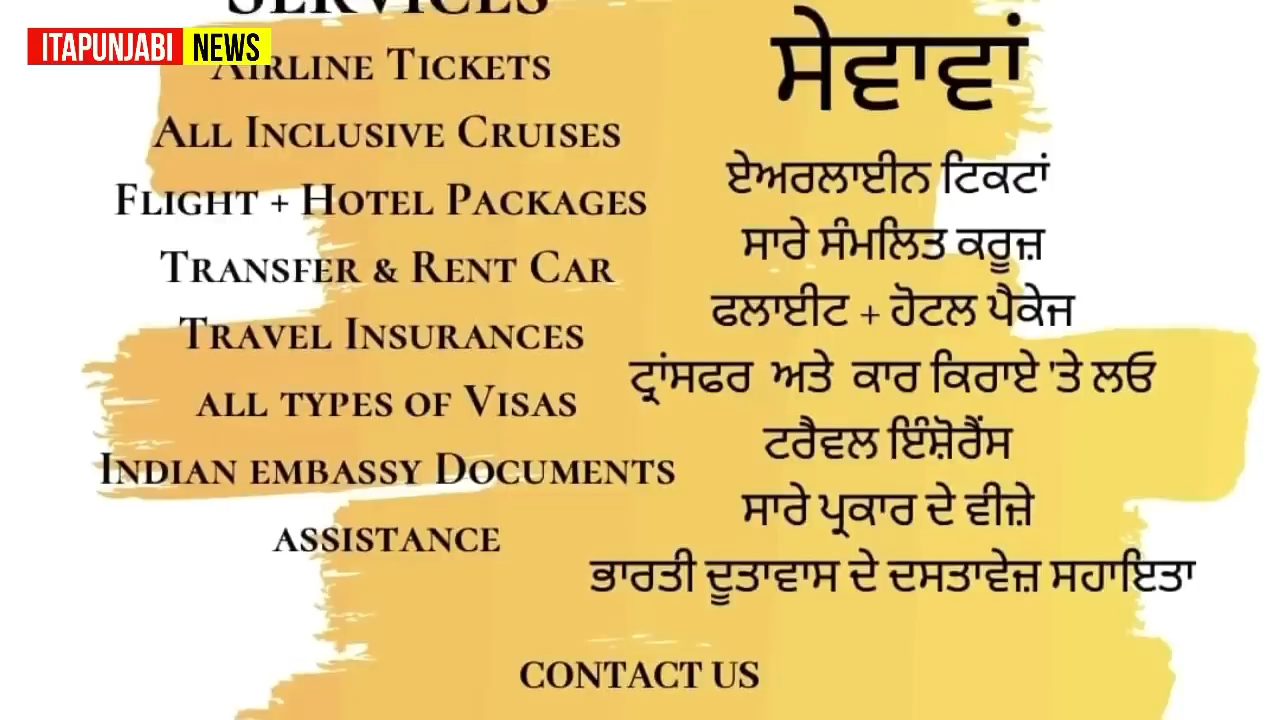 ITAPUNJABI NEWS
SERVICES
AIRLINE TICKETS
ALL INCLUSIVE CRUISES
FLIGHT + HOTEL PACKAGES
TRANSFER & RENT CAR
TRAVEL INSURANCES
ALL TYPES OF VISAS
INDIAN EMBASSY DOCUMENTS
ASSISTANCE
ਸੇਵਾਵਾਂ
ਏਅਰਲਾਈਨ ਟਿਕਟਾਂ
ਸਾਰੇ ਸੰਮਲਿਤ ਕਰੂਜ਼
ਫਲਾਈਟ + ਹੋਟਲ ਪੈਕੇਜ
ਟ੍ਰਾਂਸਫਰ ਅਤੇ ਕਾਰ ਕਿਰਾਏ 'ਤੇ ਲਓ
ਟਰੈਵਲ ਇੰਸ਼ੋਰੈਂਸ
ਸਾਰੇ ਪ੍ਰਕਾਰ ਦੇ ਵੀਜ਼ੇ
ਭਾਰਤੀ ਦੂਤਾਵਾਸ ਦੇ ਦਸਤਾਵੇਜ਼ ਸਹਾਇਤਾ
CONTACT US